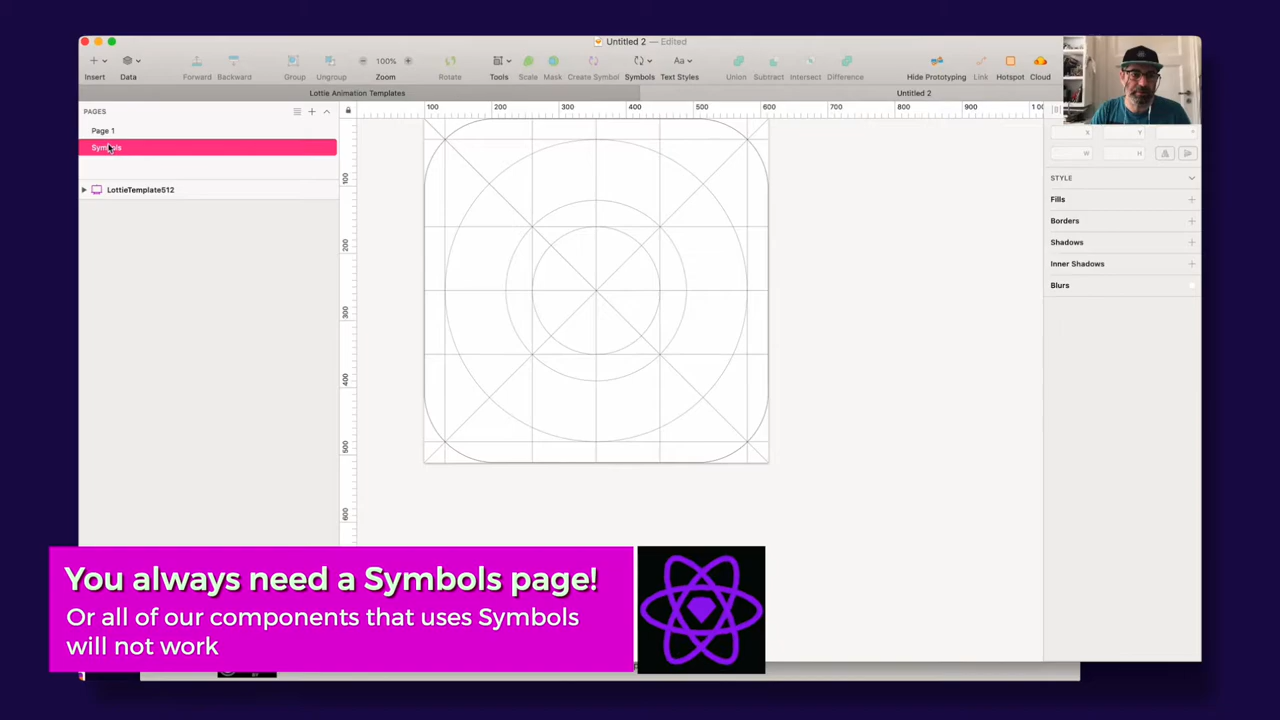 Untitled 2 — Edited
Insert
Data
Forward
Backward
Group
Ungroup
100%
Zoom
Rotate
Tools
Scale
Mask
Create Symbol
Symbols
Text Styles
Union
Subtract
Intersect
Difference
Hide Prototyping
Link
Hotspot
Cloud
Lottie Animation Templates
Untitled 2
PAGES
100
200
300
400
500
600
700
800
900
Page 1
Symbols
LottieTemplate512
100
200
300
400
500
600
X
Y
W
H
STYLE
Fills
Borders
Shadows
Inner Shadows
Blurs
You always need a Symbols page!
Or all of our components that uses Symbols
will not work